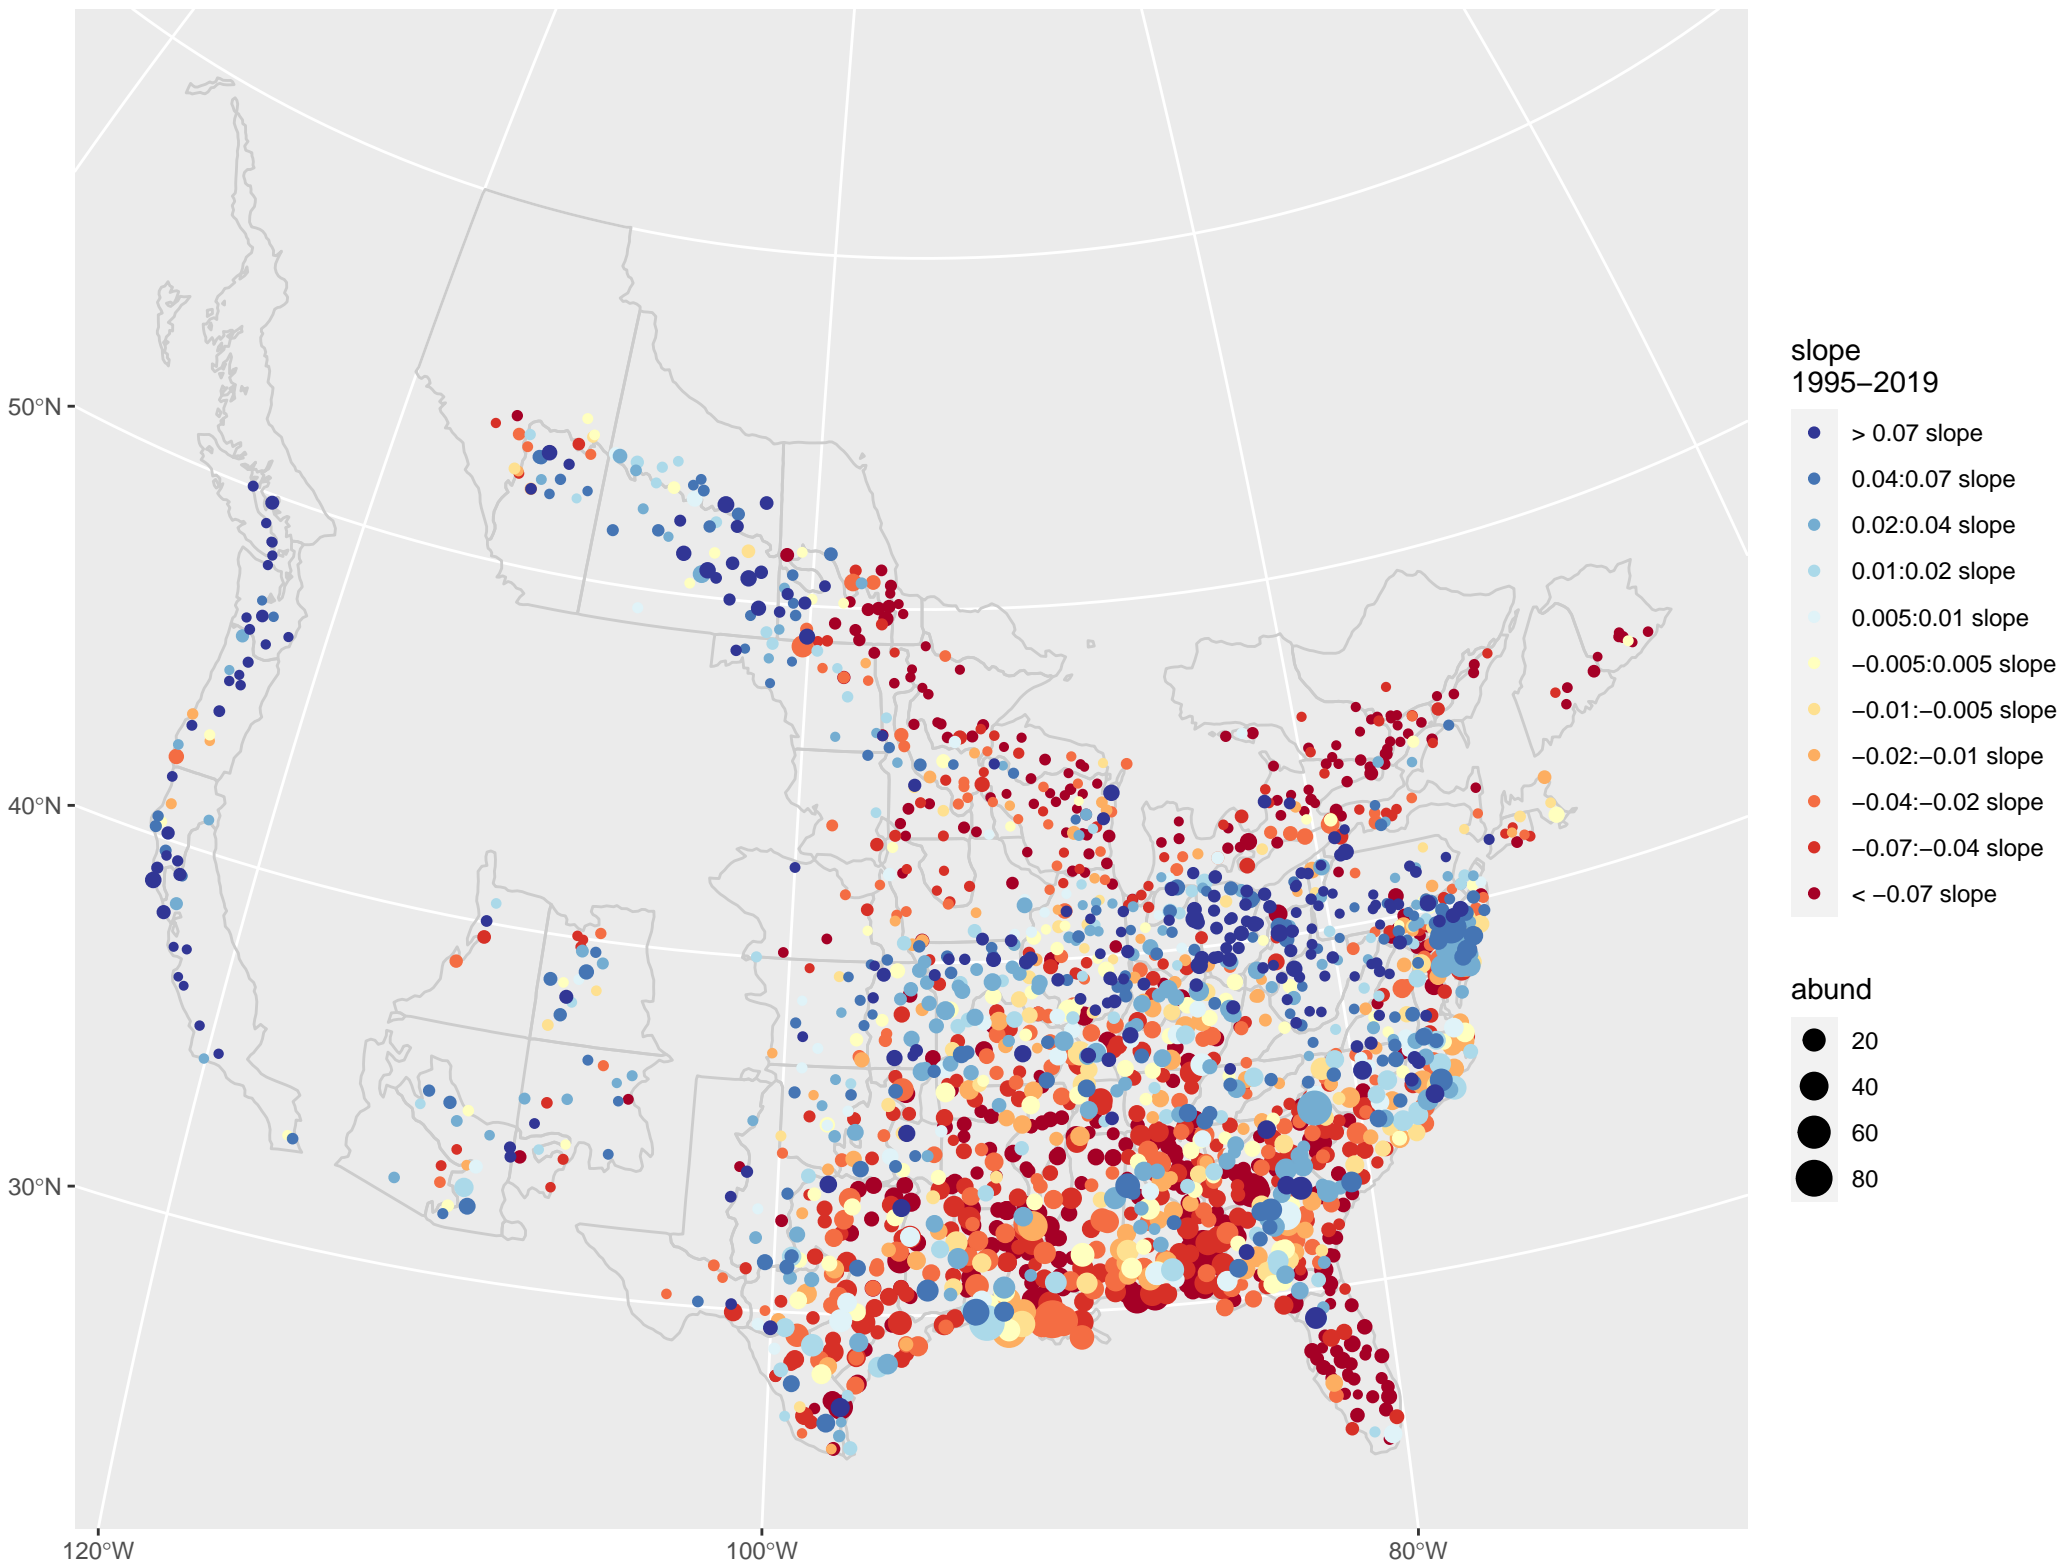 50°N
40°N
30°N
120°W
100°W
80°W
slope
1995−2019
> 0.07 slope
0.04:0.07 slope
0.02:0.04 slope
0.01:0.02 slope
0.005:0.01 slope
−0.005:0.005 slope
−0.01:−0.005 slope
−0.02:−0.01 slope
−0.04:−0.02 slope
−0.07:−0.04 slope
< −0.07 slope
abund
20
40
60
80